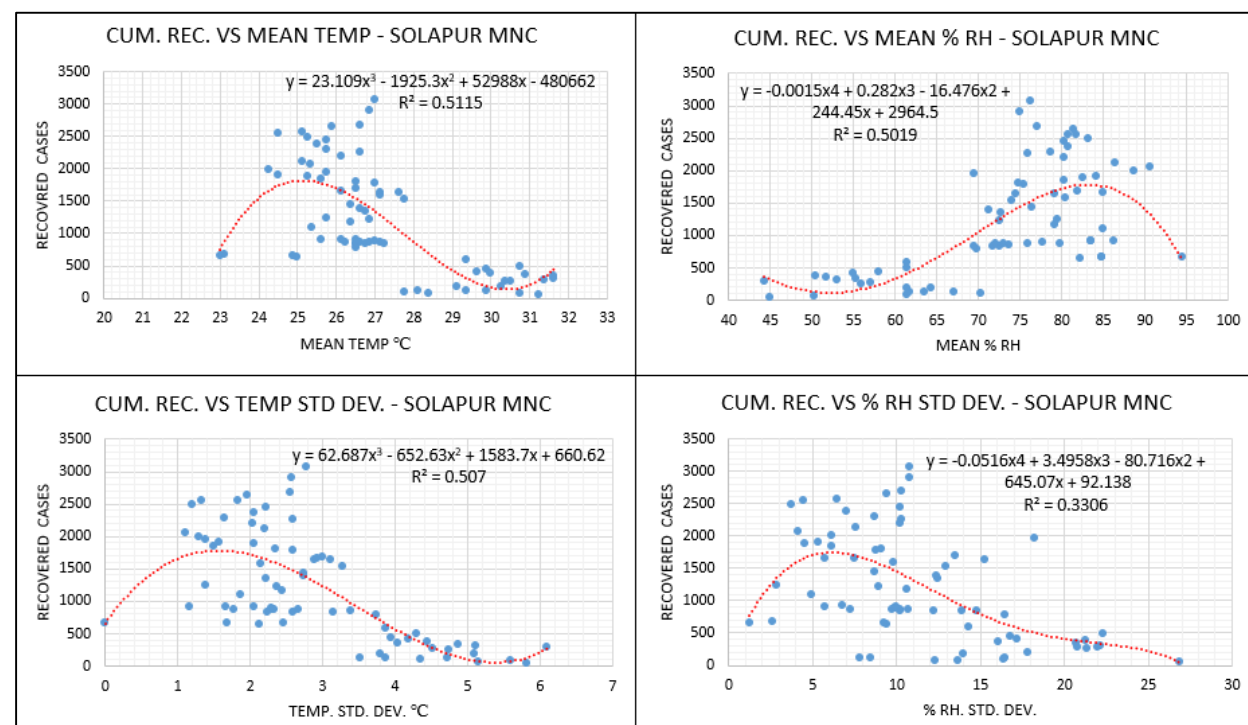 CUM. REC. VS MEAN TEMP - SOLAPUR MNC
y = 23.109x³ - 1925.3x² + 52988x - 480662
R² = 0.5115
RECOVRED CASES
3500
3000
2500
2000
1500
1000
500
0
20 21 22 23 24 25 26 27 28 29 30 31 32 33
MEAN TEMP °C
CUM. REC. VS MEAN % RH - SOLAPUR MNC
y = -0.0015x4 + 0.282x3 - 16.476x2 +
244.45x + 2964.5
R² = 0.5019
RECOVERED CASES
3500
3000
2500
2000
1500
1000
500
0
40 45 50 55 60 65 70 75 80 85 90 95 100
MEAN % RH
CUM. REC. VS TEMP STD DEV. - SOLAPUR MNC
y = 62.687x³ - 652.63x² + 1583.7x + 660.62
R² = 0.507
RECOVERED CASES
3500
3000
2500
2000
1500
1000
500
0
0 1 2 3 4 5 6 7
TEMP. STD. DEV. °C
CUM. REC. VS % RH STD DEV. - SOLAPUR MNC
y = -0.0516x4 + 3.4958x3 - 80.716x2 +
645.07x + 92.138
R² = 0.3306
RECOVERED CASES
3500
3000
2500
2000
1500
1000
500
0
0 5 10 15 20 25 30
% RH. STD. DEV.